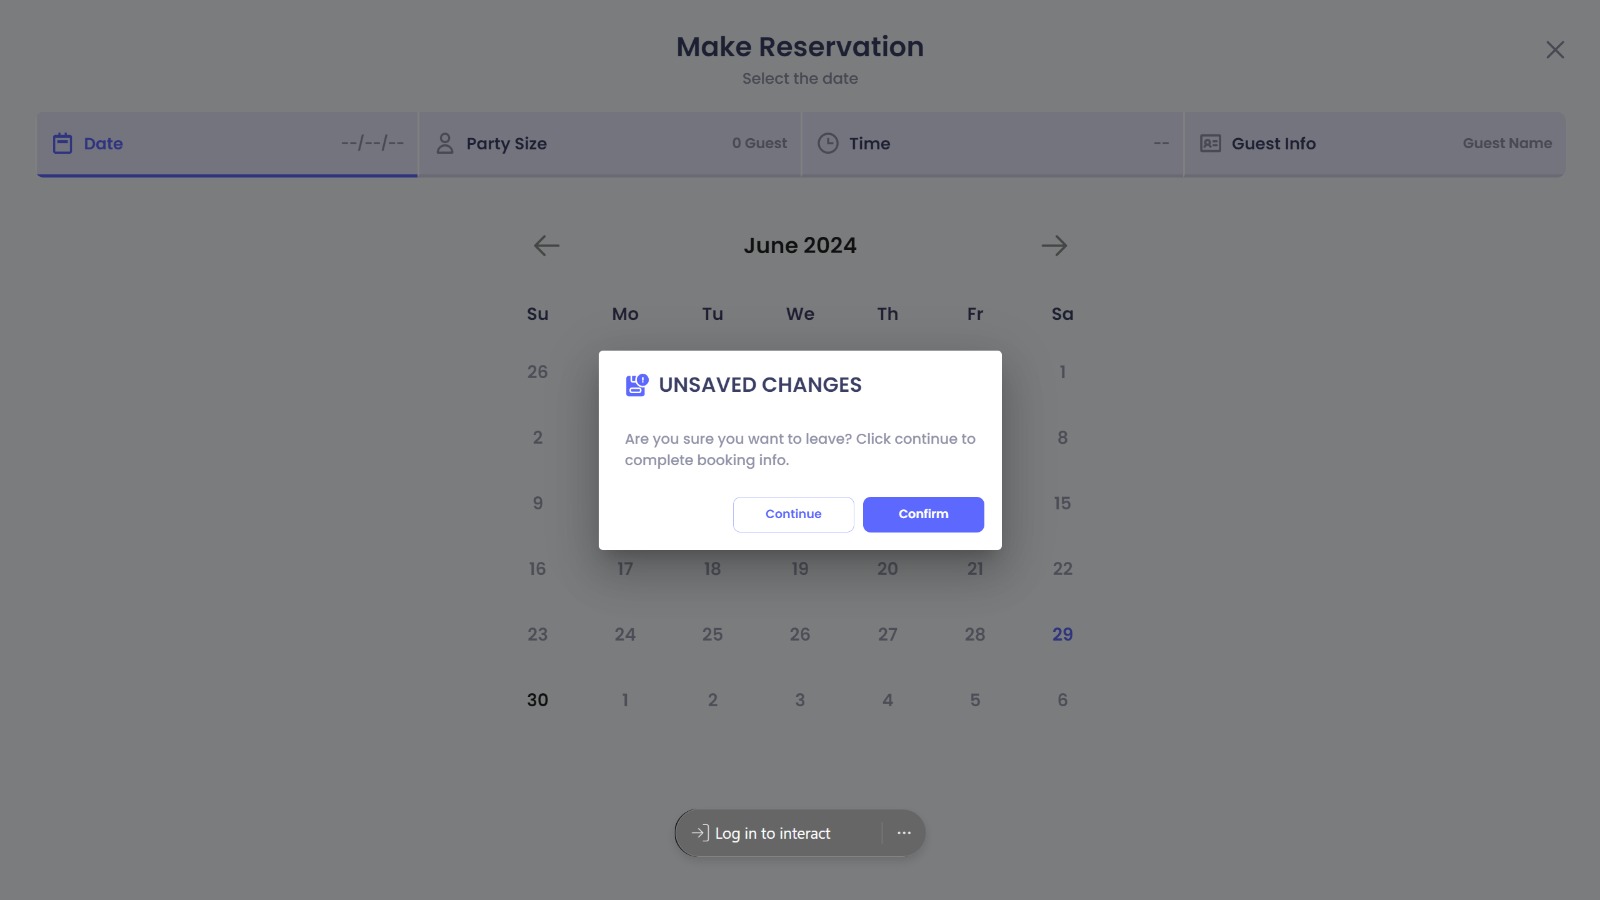 Make Reservation
Select the date
Date --/--/-- Party Size 0 Guest Time -- Guest Info Guest Name
June 2024
Su Mo Tu We Th Fr Sa
26 1
UNSAVED CHANGES
Are you sure you want to leave? Click continue to
complete booking info.
Continue Confirm
2 8
9 15
16 17 18 19 20 21 22
23 24 25 26 27 28 29
30 1 2 3 4 5 6
Log in to interact ...